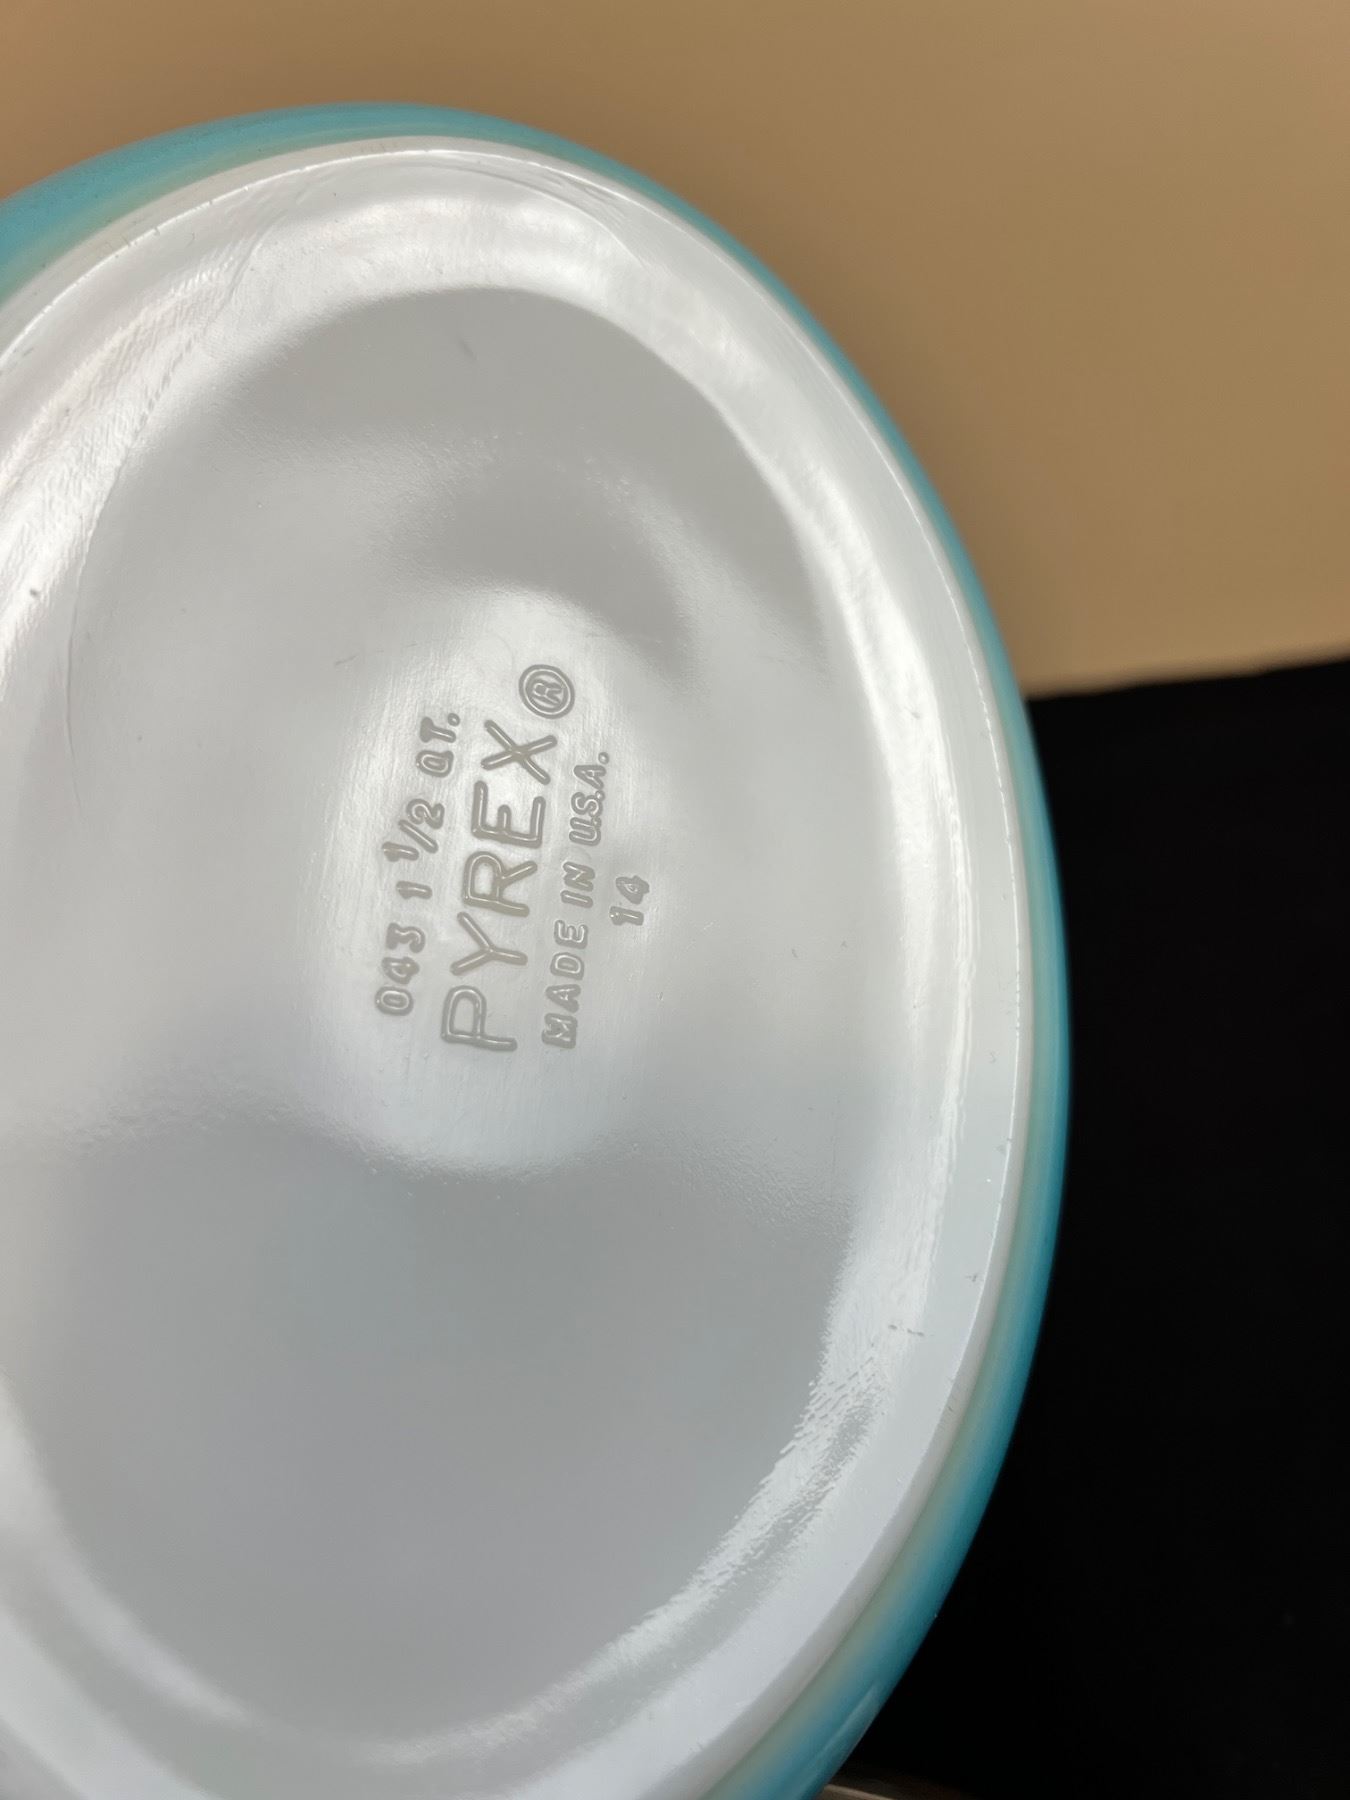 043 1 1/2 QT.
PYREX ®
MADE IN U.S.A.
14